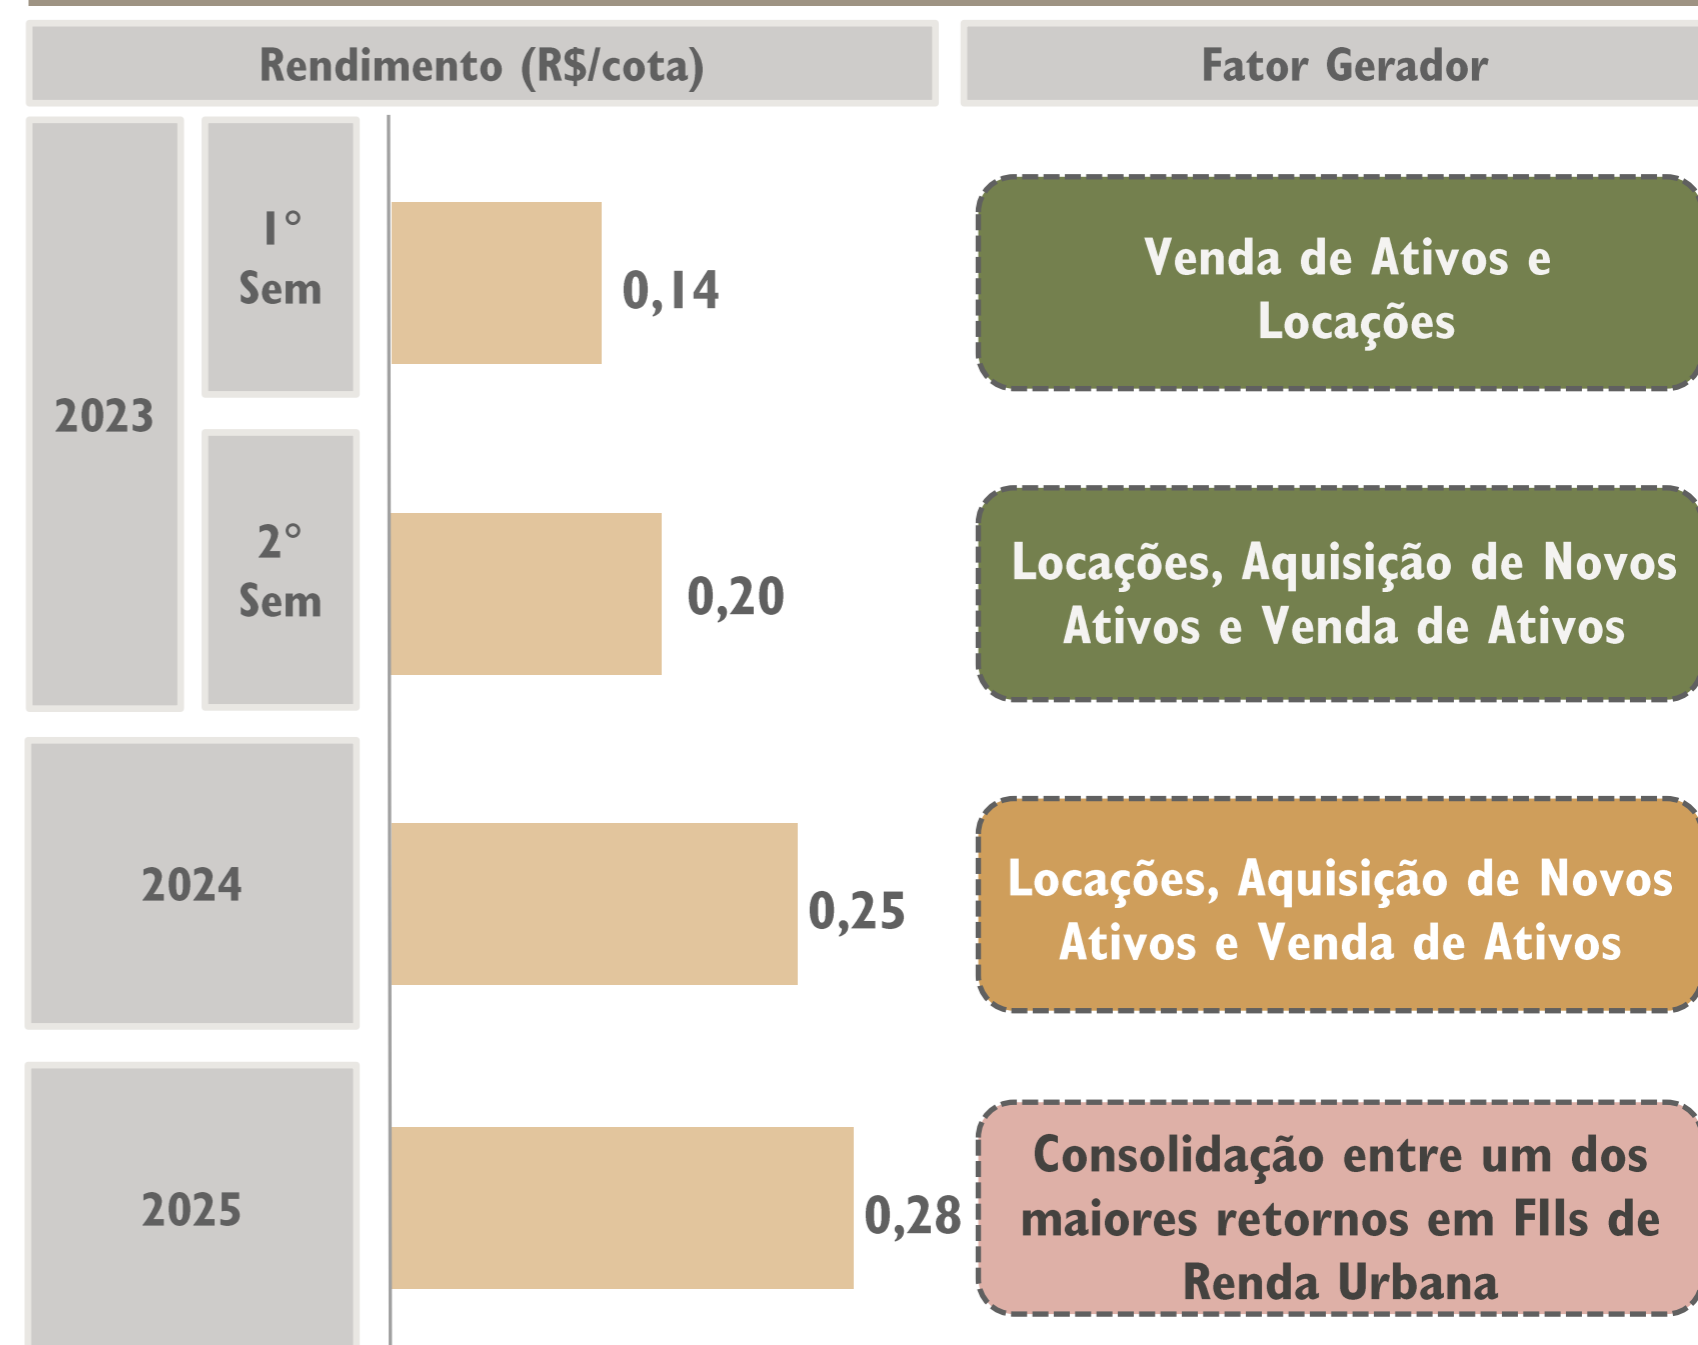 Rendimento (R$/cota)
Fator Gerador
2023
1°
Sem
0,14
Venda de Ativos e
Locações
2°
Sem
0,20
Locações, Aquisição de Novos
Ativos e Venda de Ativos
2024
0,25
Locações, Aquisição de Novos
Ativos e Venda de Ativos
2025
0,28
Consolidação entre um dos
maiores retornos em FIIs de
Renda Urbana